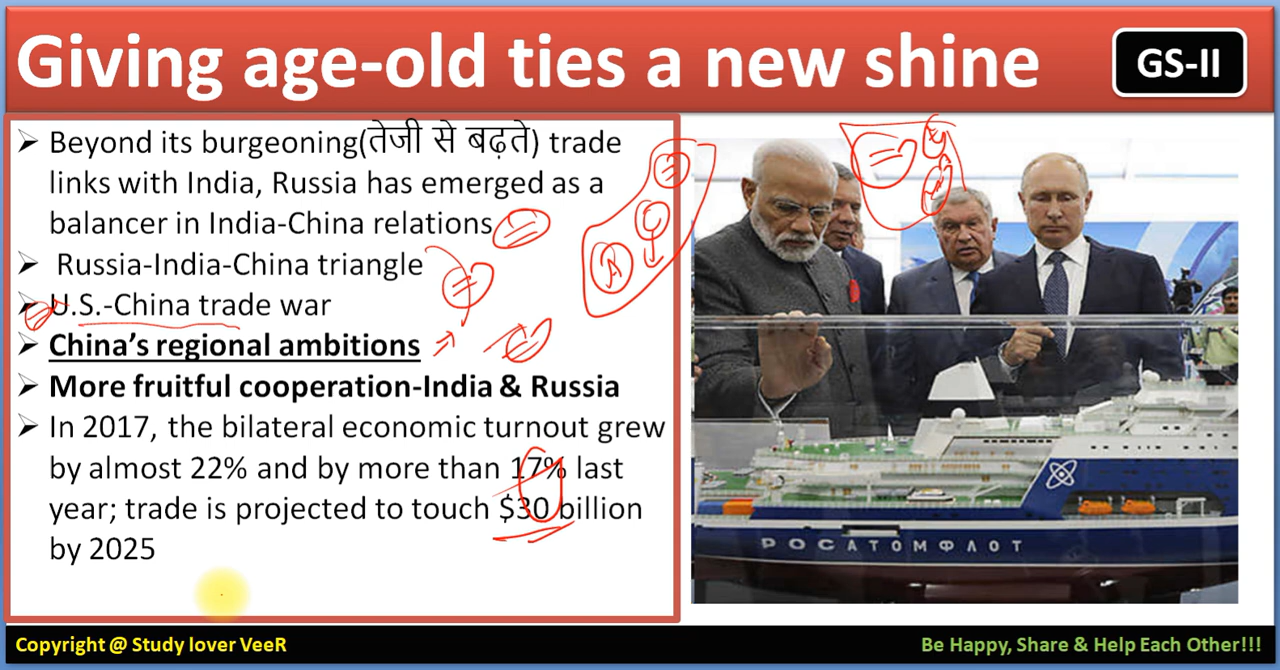 Giving age-old ties a new shine
GS-II
➢ Beyond its burgeoning(तेजी से बढ़ते) trade
links with India, Russia has emerged as a
balancer in India-China relations
➢ Russia-India-China triangle
➢ U.S.-China trade war
➢ China's regional ambitions
➢ More fruitful cooperation-India & Russia
➢ In 2017, the bilateral economic turnout grew
by almost 22% and by more than 17% last
year; trade is projected to touch $30 billion
by 2025
РОСАТОМФЛОТ
Copyright @ Study lover VeeR
Be Happy, Share & Help Each Other!!!